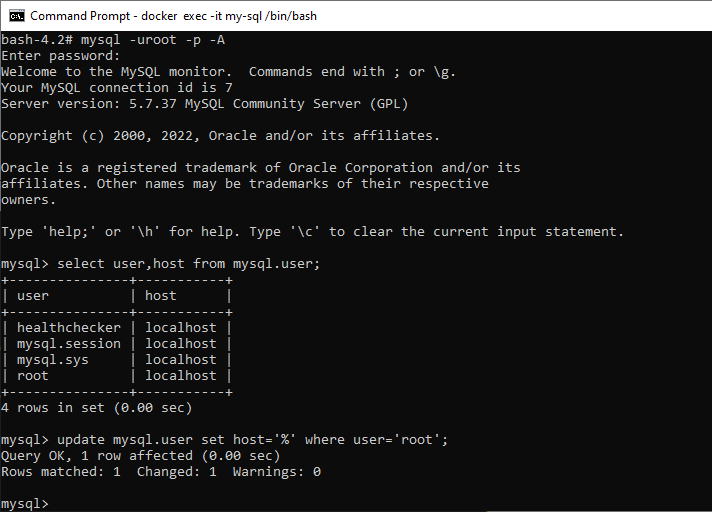 Command Prompt - docker  exec -it my-sql /bin/bash
bash-4.2# mysql -uroot -p -A
Enter password:
Welcome to the MySQL monitor.  Commands end with ; or \g.
Your MySQL connection id is 7
Server version: 5.7.37 MySQL Community Server (GPL)
Copyright (c) 2000, 2022, Oracle and/or its affiliates.
Oracle is a registered trademark of Oracle Corporation and/or its
affiliates. Other names may be trademarks of their respective
owners.
Type 'help;' or '\h' for help. Type '\c' to clear the current input statement.
mysql> select user,host from mysql.user;
+---------------+-----------+
| user          | host      |
+---------------+-----------+
| healthchecker | localhost |
| mysql.session | localhost |
| mysql.sys     | localhost |
| root          | localhost |
+---------------+-----------+
4 rows in set (0.00 sec)
mysql> update mysql.user set host='%' where user='root';
Query OK, 1 row affected (0.00 sec)
Rows matched: 1  Changed: 1  Warnings: 0
mysql>